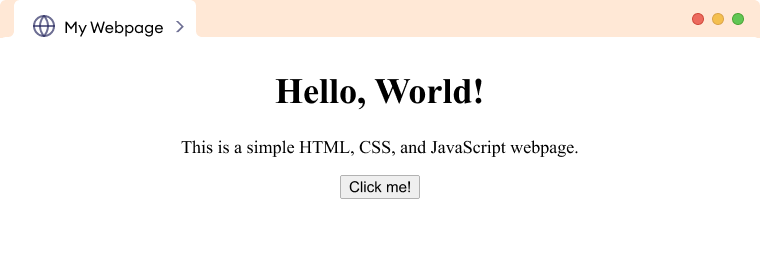 My Webpage
Hello, World!
This is a simple HTML, CSS, and JavaScript webpage.
Click me!